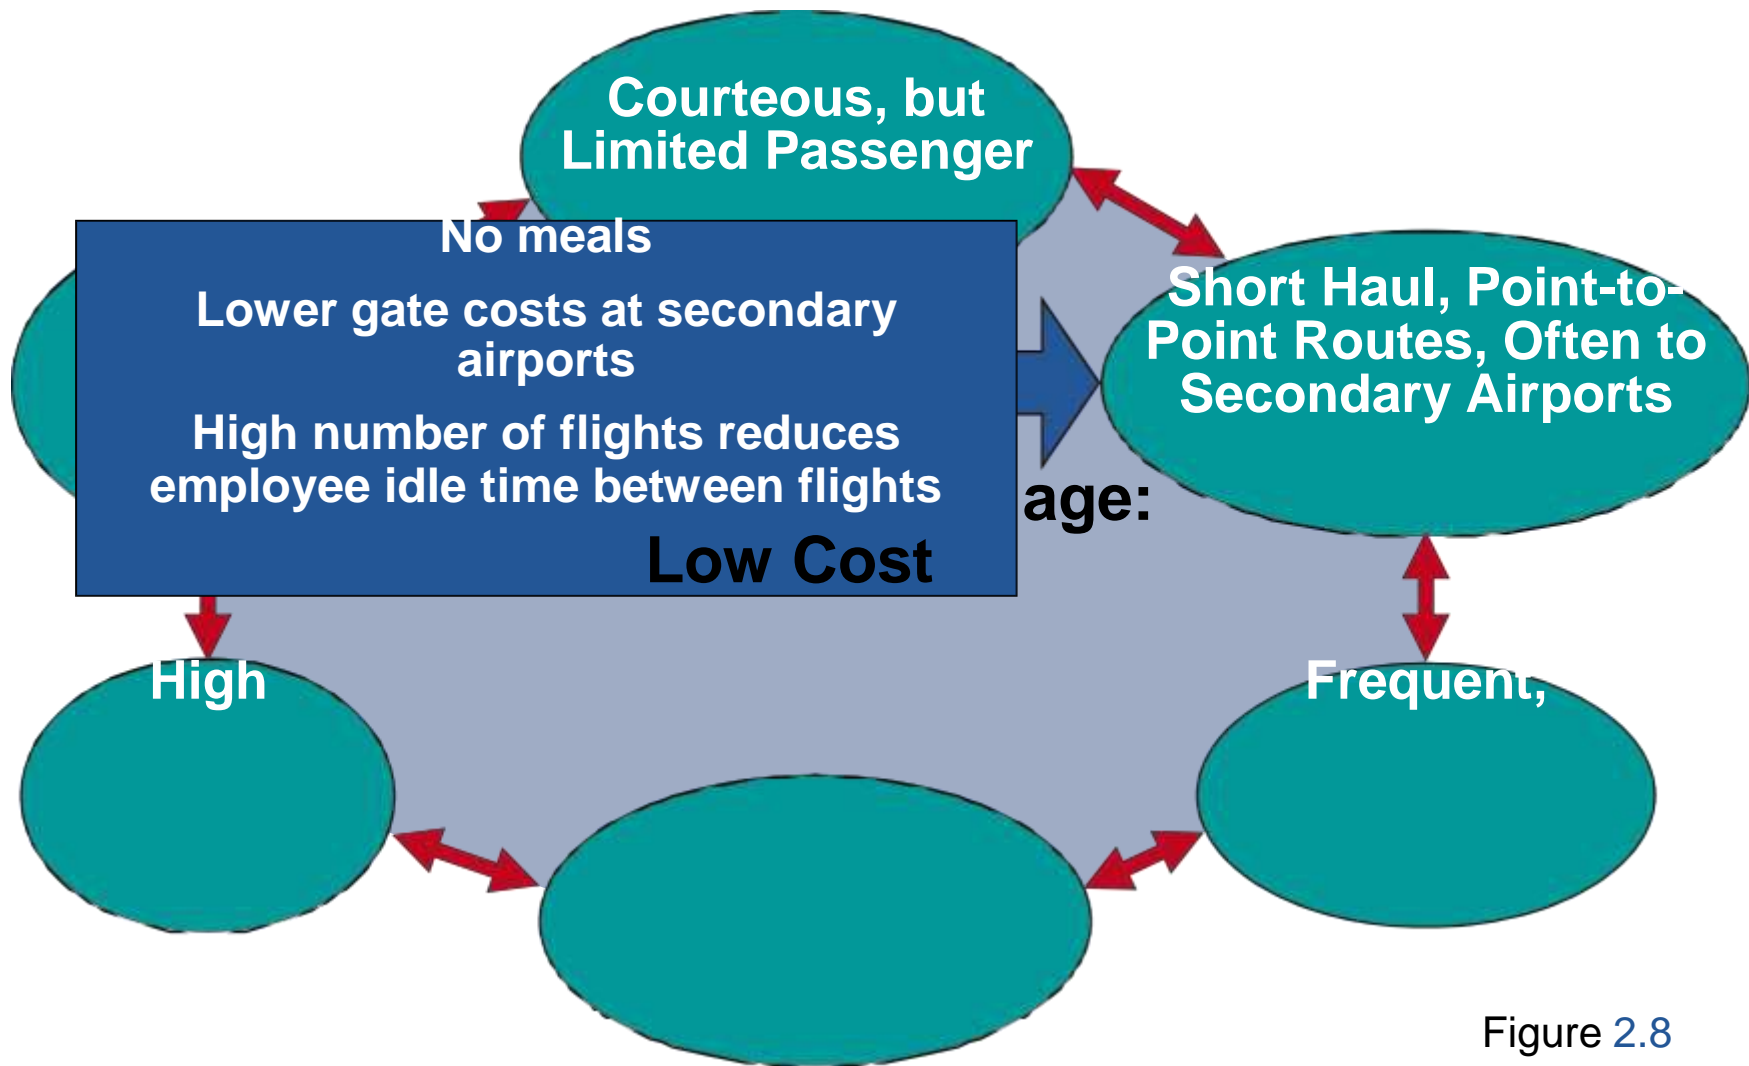 Courteous, but
Limited Passenger
No meals
Lower gate costs at secondary
airports
High number of flights reduces
employee idle time between flights
Short Haul, Point-to-
Point Routes, Often to
Secondary Airports
age:
Low Cost
High
Frequent,
Figure 2.8